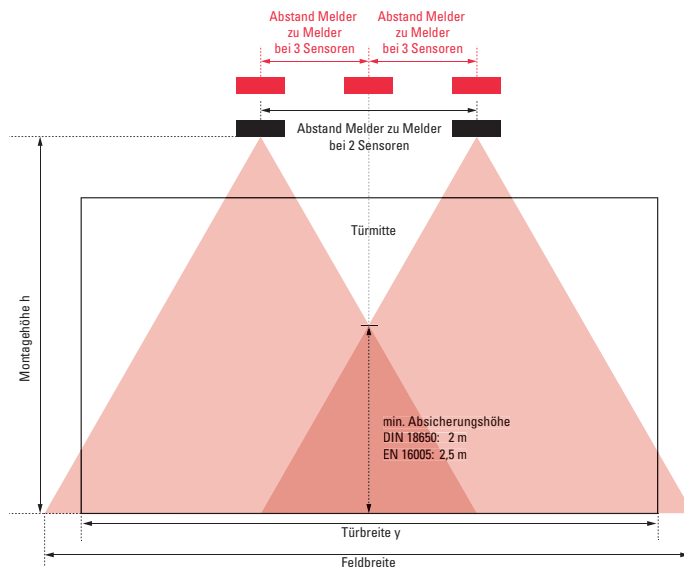 Abstand Melder
zu Melder
bei 3 Sensoren
Abstand Melder
zu Melder
bei 3 Sensoren
Abstand Melder zu Melder
bei 2 Sensoren
Türmitte
Montagehöhe h
min. Absicherungshöhe
DIN 18650: 2 m
EN 16005: 2,5 m
Türbreite y
Feldbreite